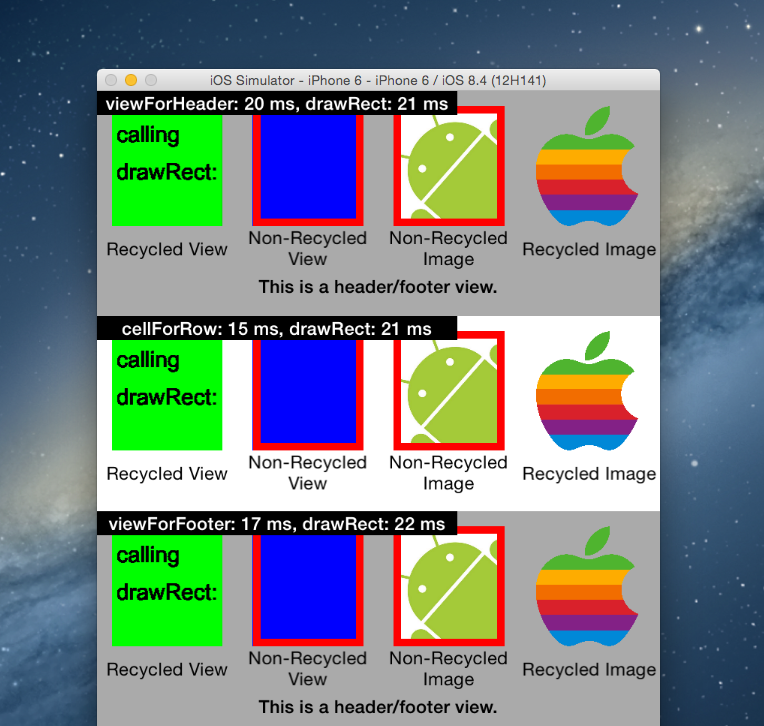 iOS Simulator - iPhone 6 - iPhone 6 / iOS 8.4 (12H141)
viewForHeader: 20 ms, drawRect: 21 ms
calling
drawRect:
Recycled View
Non-Recycled
View
Non-Recycled
Image
Recycled Image
This is a header/footer view.
cellForRow: 15 ms, drawRect: 21 ms
calling
drawRect:
Recycled View
Non-Recycled
View
Non-Recycled
Image
Recycled Image
viewForFooter: 17 ms, drawRect: 22 ms
calling
drawRect:
Recycled View
Non-Recycled
View
Non-Recycled
Image
Recycled Image
This is a header/footer view.